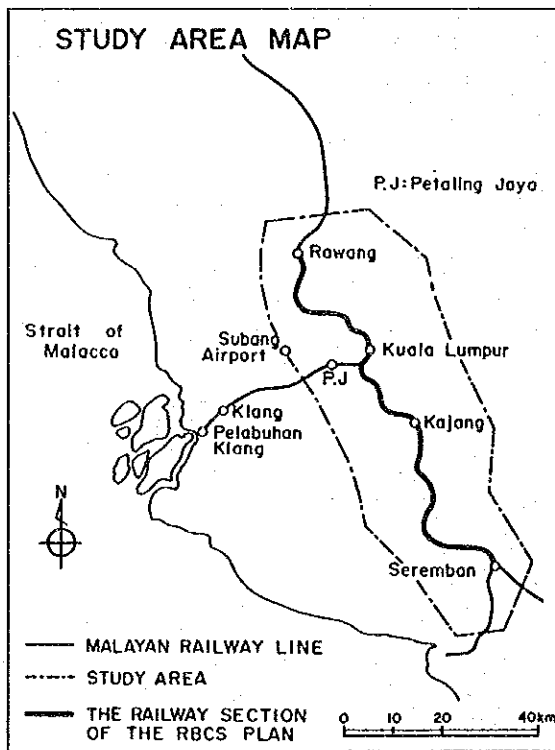 STUDY AREA MAP
P.J:Petaling Jaya
Rawang
Strait of
Malacca
Subang
Airport
Kuala Lumpur
P.J
Klang
Kajang
Pelabuhan
Klang
N
Seremban
MALAYAN RAILWAY LINE
STUDY AREA
THE RAILWAY SECTION
OF THE RBCS PLAN
0 10 20 40km